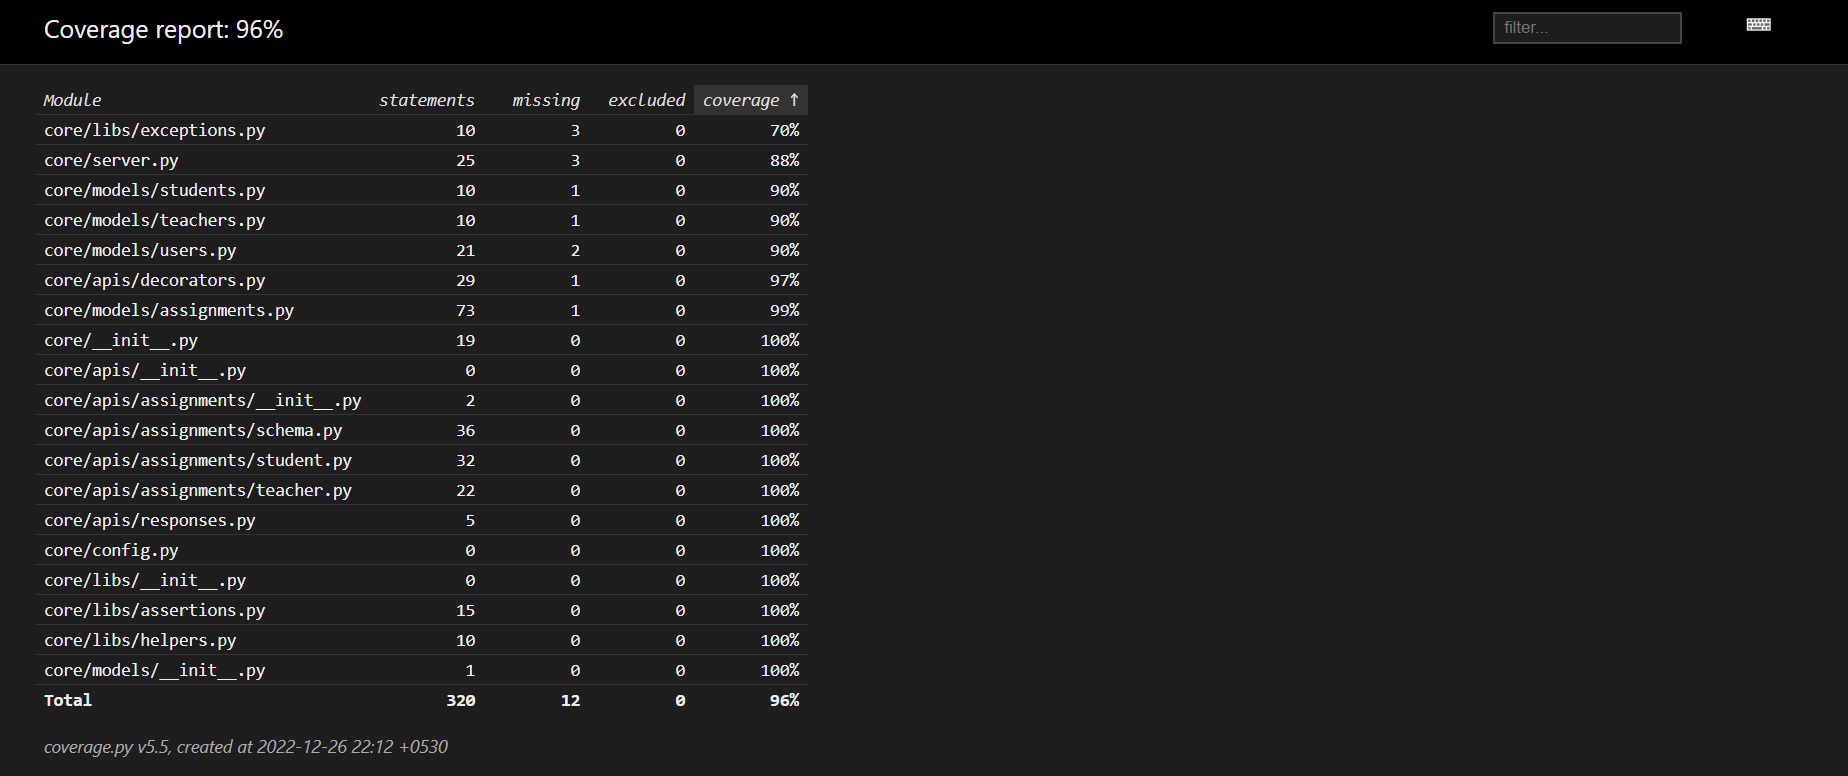 Coverage report: 96%
filter...
Module statements missing excluded coverage ↑
core/libs/exceptions.py 10 3 0 70%
core/server.py 25 3 0 88%
core/models/students.py 10 1 0 90%
core/models/teachers.py 10 1 0 90%
core/models/users.py 21 2 0 90%
core/apis/decorators.py 29 1 0 97%
core/models/assignments.py 73 1 0 99%
core/__init__.py 19 0 0 100%
core/apis/__init__.py 0 0 0 100%
core/apis/assignments/__init__.py 2 0 0 100%
core/apis/assignments/schema.py 36 0 0 100%
core/apis/assignments/student.py 32 0 0 100%
core/apis/assignments/teacher.py 22 0 0 100%
core/apis/responses.py 5 0 0 100%
core/config.py 0 0 0 100%
core/libs/__init__.py 0 0 0 100%
core/libs/assertions.py 15 0 0 100%
core/libs/helpers.py 10 0 0 100%
core/models/__init__.py 1 0 0 100%
Total 320 12 0 96%
coverage.py v5.5, created at 2022-12-26 22:12 +0530